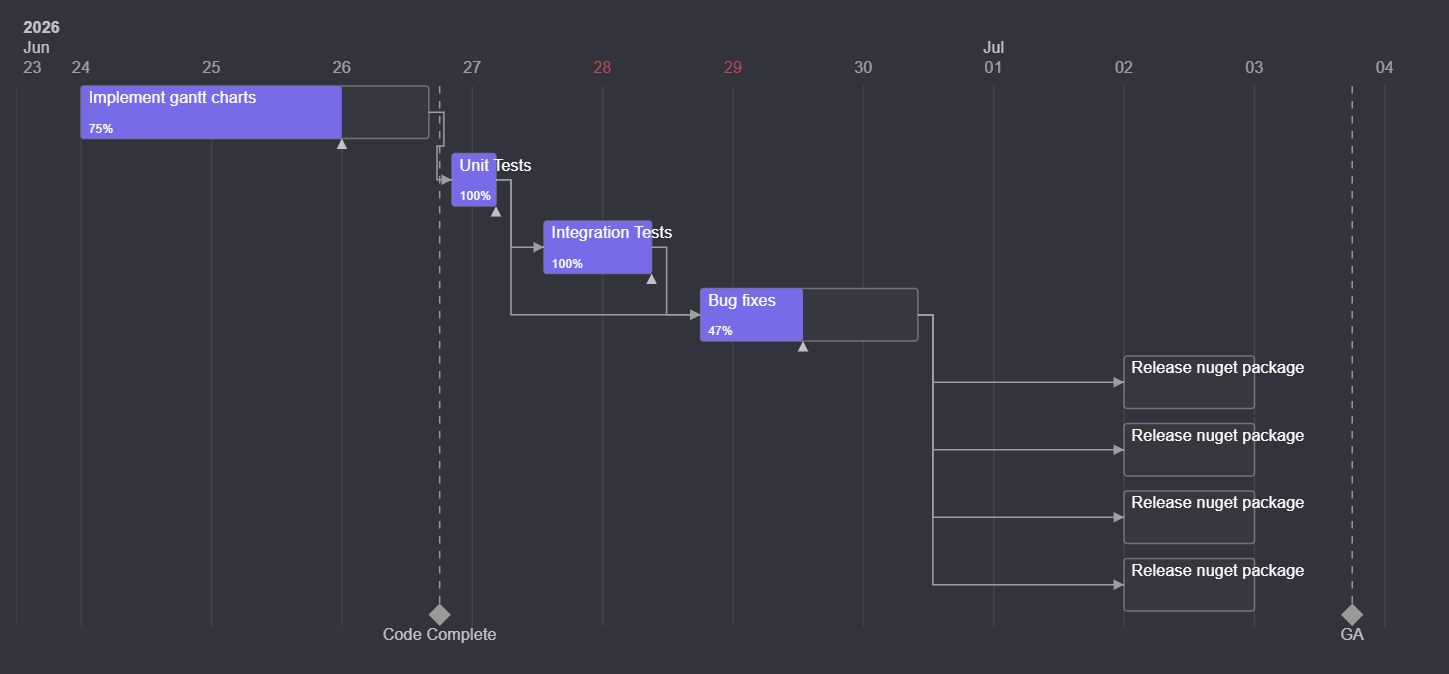 2026
Jun Jul
23 24 25 26 27 28 29 30 01 02 03 04
Implement gantt charts
75%
Unit Tests
100%
Integration Tests
100%
Bug fixes
47%
Release nuget package
Release nuget package
Release nuget package
Release nuget package
Code Complete GA